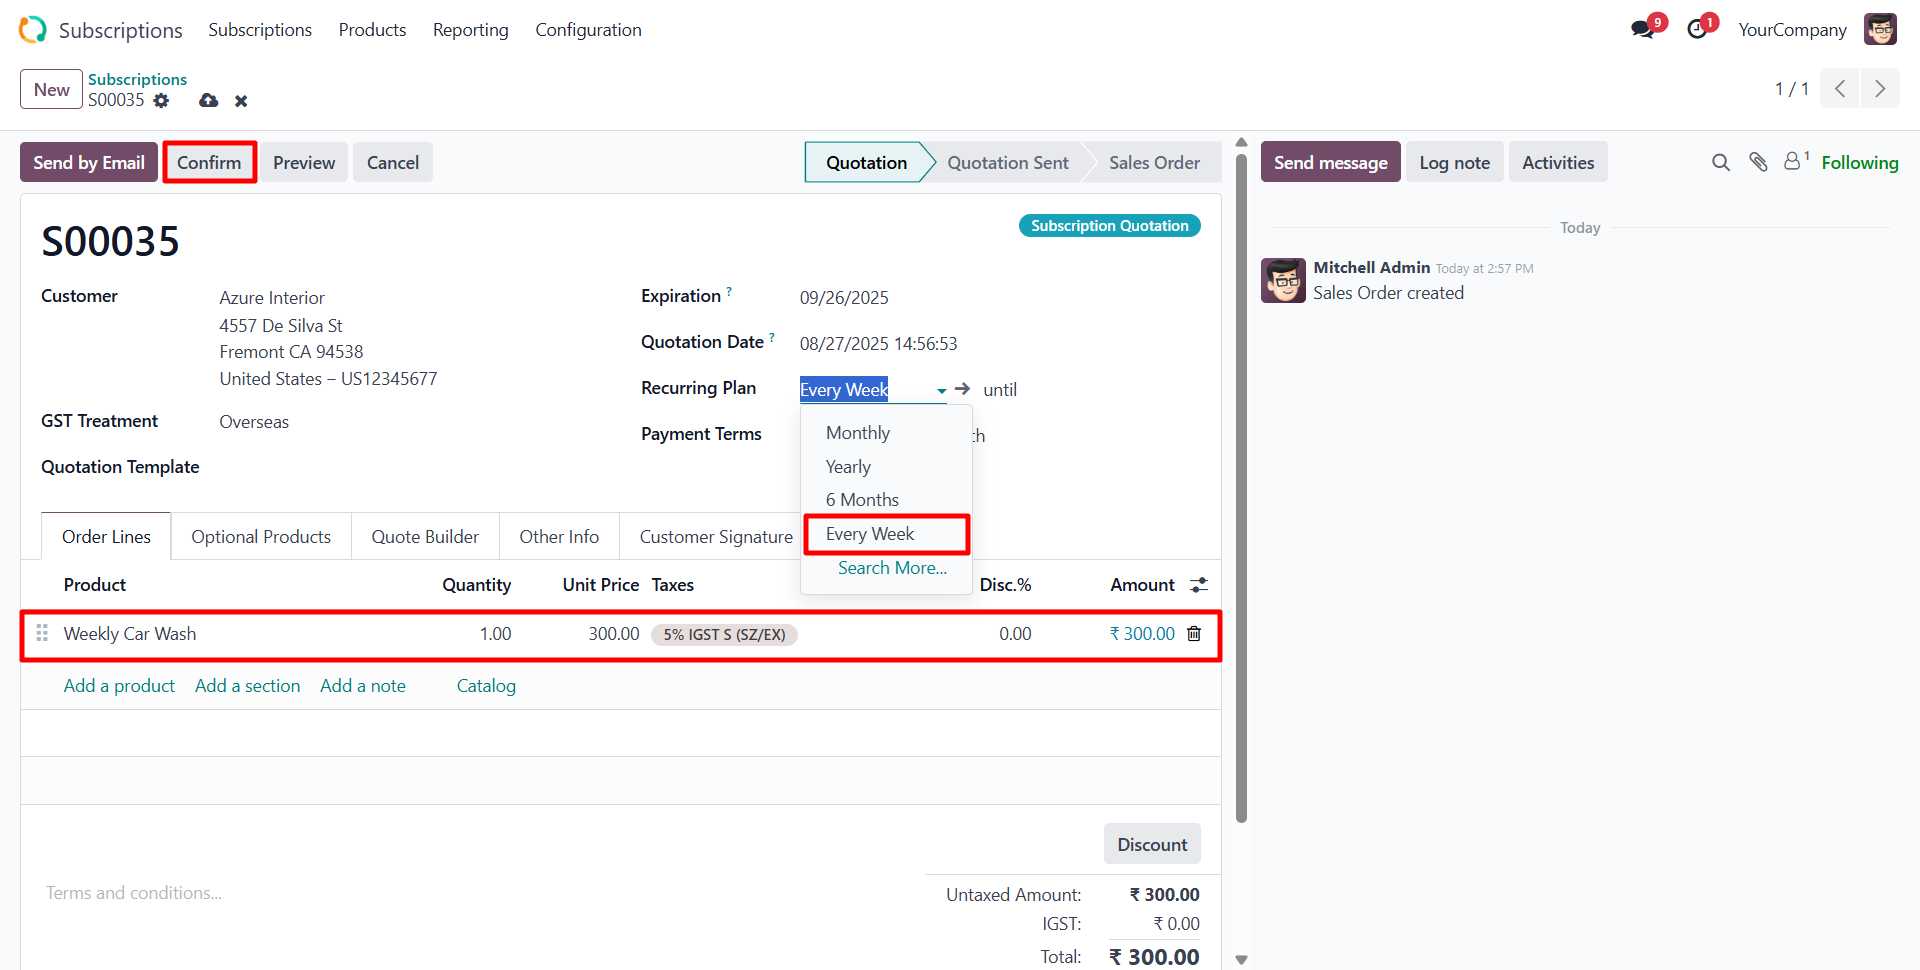 Subscriptions Subscriptions Products Reporting Configuration 9 1 YourCompany
New Subscriptions
S00035
1 / 1
Send by Email Confirm Preview Cancel Quotation Quotation Sent Sales Order Send message Log note Activities 1 Following
S00035 Subscription Quotation
Today
Mitchell Admin Today at 2:57 PM
Sales Order created
Customer Azure Interior
4557 De Silva St
Fremont CA 94538
United States – US12345677
GST Treatment Overseas
Quotation Template
Expiration ? 09/26/2025
Quotation Date ? 08/27/2025 14:56:53
Recurring Plan Every Week until
Payment Terms
Monthly
Yearly
6 Months
Every Week
Search More...
Order Lines Optional Products Quote Builder Other Info Customer Signature
Product Quantity Unit Price Taxes Disc.% Amount
Weekly Car Wash 1.00 300.00 5% IGST S (SZ/EX) 0.00 ₹ 300.00
Add a product Add a section Add a note Catalog
Discount
Terms and conditions...
Untaxed Amount: ₹ 300.00
IGST: ₹ 0.00
Total: ₹ 300.00